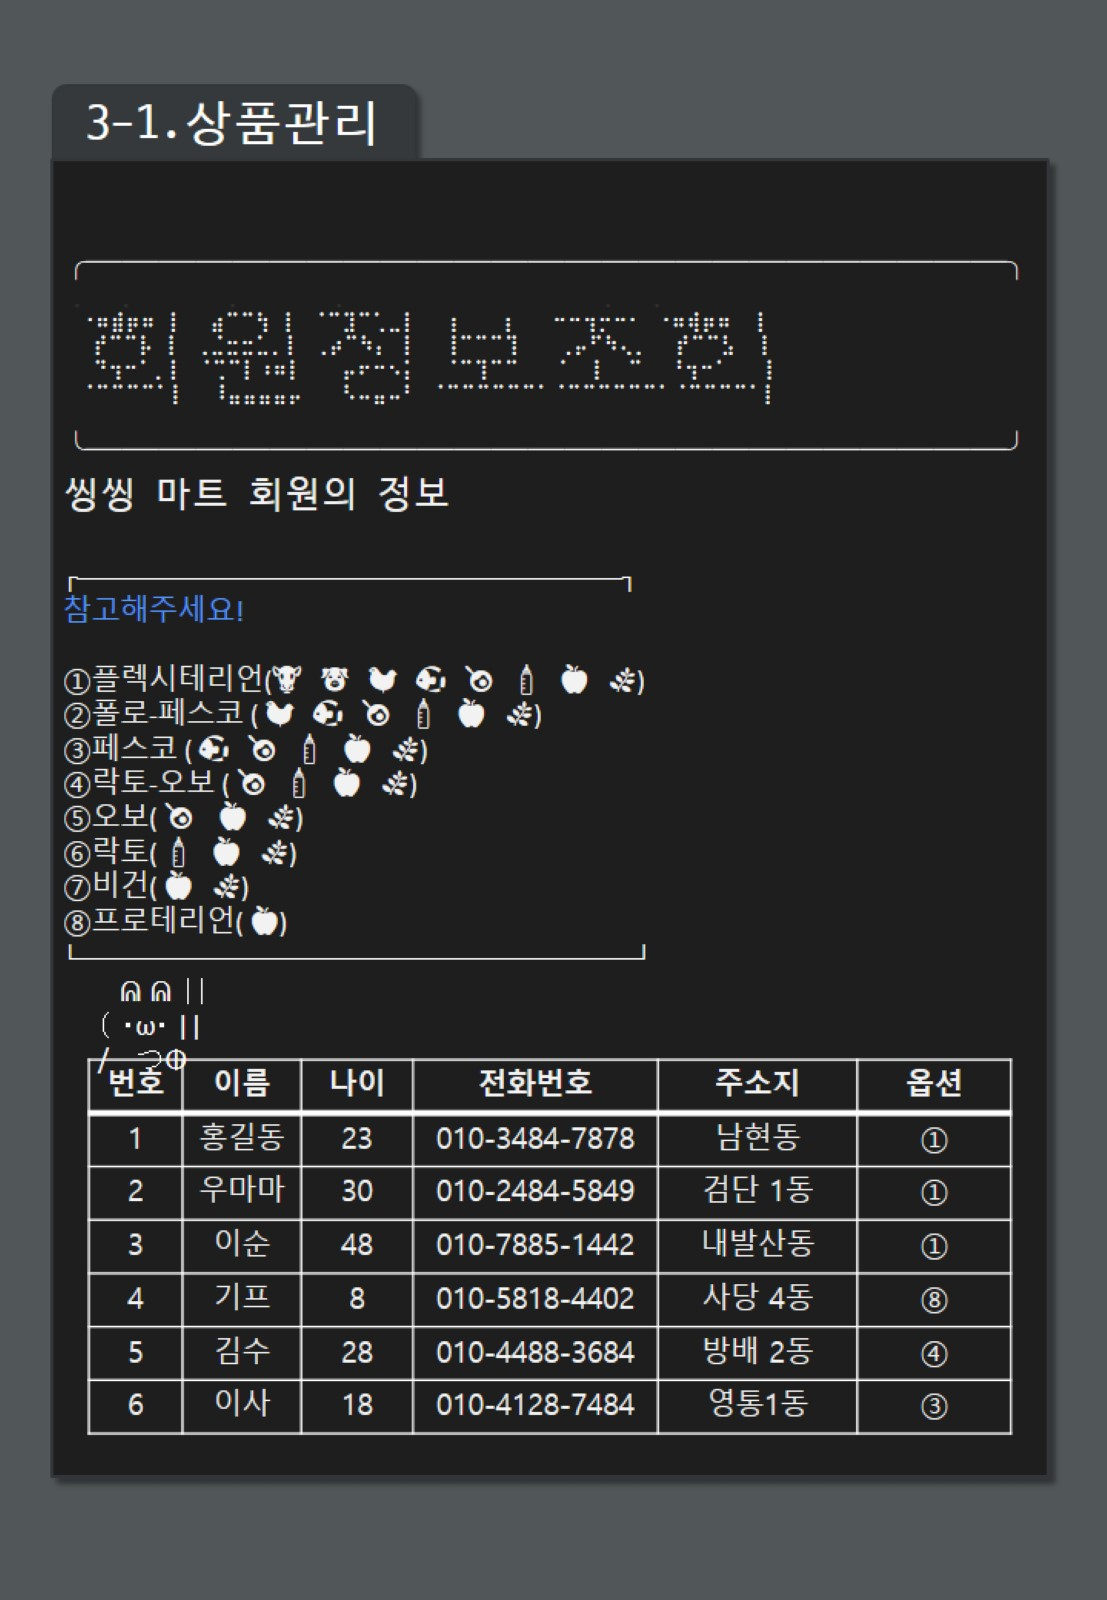 3-1.상품관리
회원정보조회
씽씽 마트 회원의 정보
참고해주세요!
①플렉시테리언(🐮 🐷 🐓 🐠 🍳 🍼 🍎 🌿)
②폴로-페스코 (🐓 🐠 🍳 🍼 🍎 🌿)
③페스코 (🐠 🍳 🍼 🍎 🌿)
④락토-오보 (🍳 🍼 🍎 🌿)
⑤오보(🍳 🍎 🌿)
⑥락토(🍼 🍎 🌿)
⑦비건(🍎 🌿)
⑧프로테리언(🍎)
번호 이름 나이 전화번호 주소지 옵션
1 홍길동 23 010-3484-7878 남현동 ①
2 우마마 30 010-2484-5849 검단 1동 ①
3 이순 48 010-7885-1442 내발산동 ①
4 기프 8 010-5818-4402 사당 4동 ⑧
5 김수 28 010-4488-3684 방배 2동 ④
6 이사 18 010-4128-7484 영통1동 ③